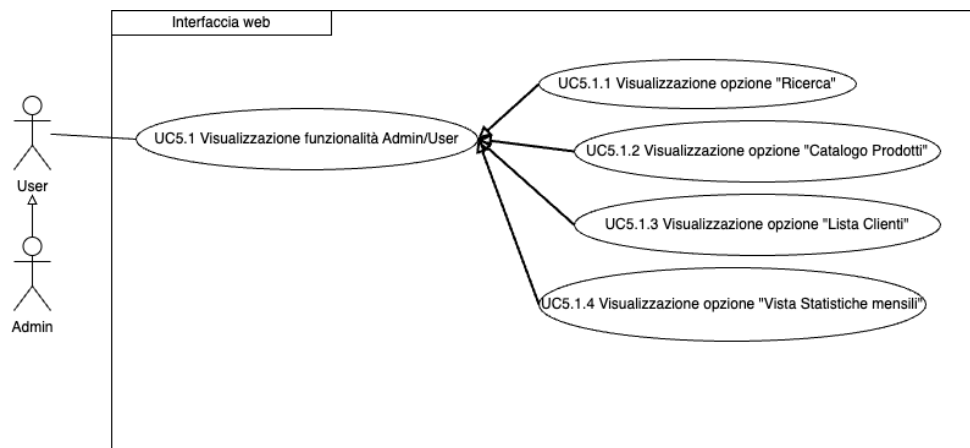 Interfaccia web
UC5.1.1 Visualizzazione opzione "Ricerca"
UC5.1 Visualizzazione funzionalità Admin/User
UC5.1.2 Visualizzazione opzione "Catalogo Prodotti"
User
UC5.1.3 Visualizzazione opzione "Lista Clienti"
UC5.1.4 Visualizzazione opzione "Vista Statistiche mensili"
Admin